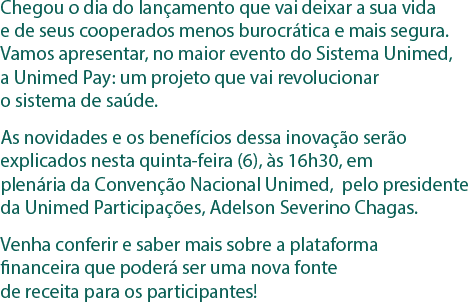 Chegou o dia do lançamento que vai deixar a sua vida
e de seus cooperados menos burocrática e mais segura.
Vamos apresentar, no maior evento do Sistema Unimed,
a Unimed Pay: um projeto que vai revolucionar
o sistema de saúde.
As novidades e os benefícios dessa inovação serão
explicados nesta quinta-feira (6), às 16h30, em
plenária da Convenção Nacional Unimed, pelo presidente
da Unimed Participações, Adelson Severino Chagas.
Venha conferir e saber mais sobre a plataforma
financeira que poderá ser uma nova fonte
de receita para os participantes!